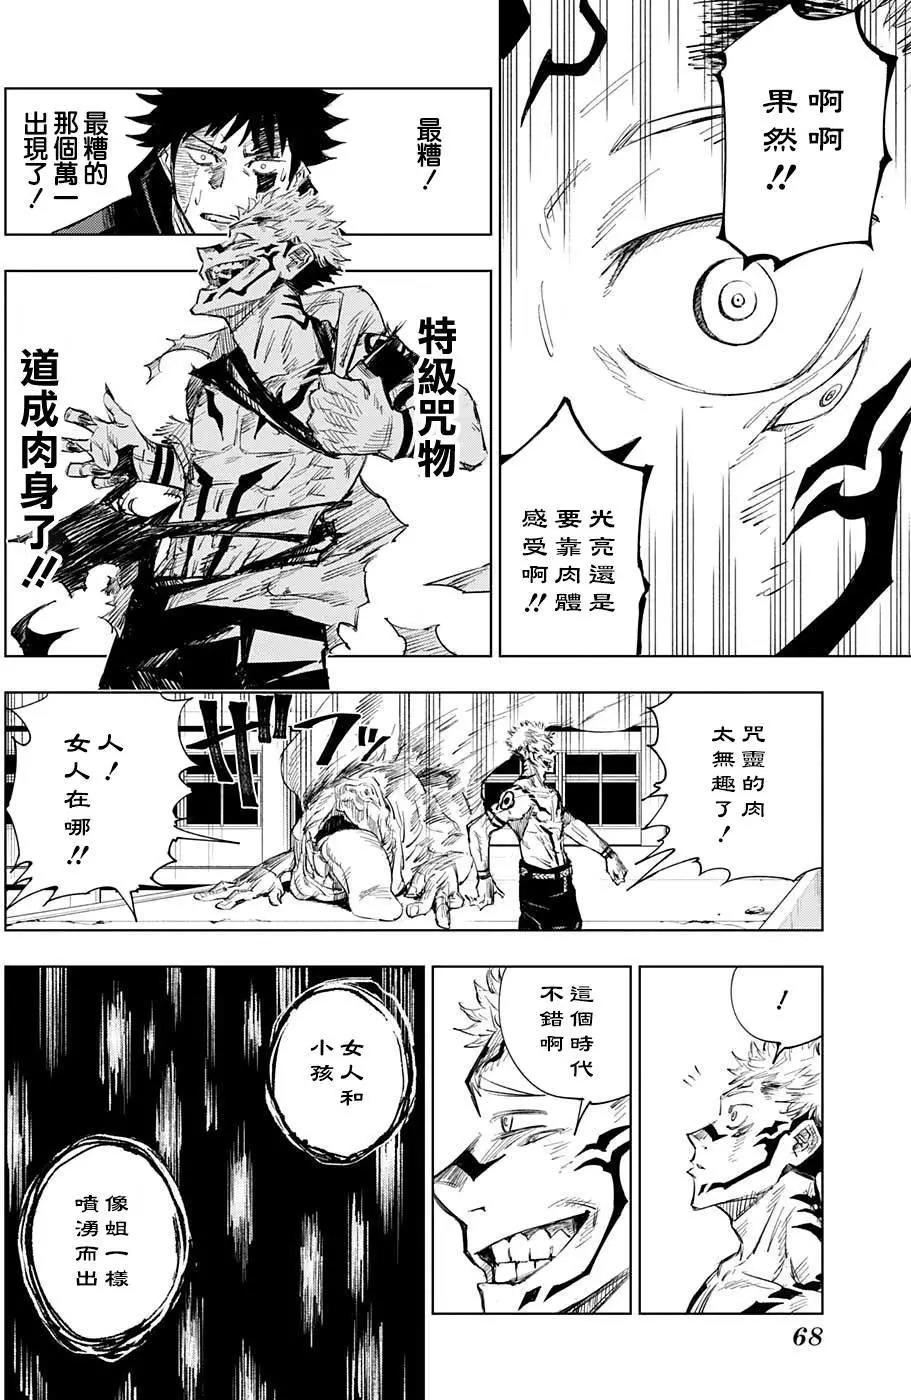 啊啊
果然!!
光亮還是
要靠肉體
感受啊!!
最糟!
最糟的
那個萬一
出現了!
特級咒物
道成肉身了!!
咒靈的肉
太無趣了!
人!
女人在哪!!
!
這個時代
不錯啊
女人和
小孩
像蛆一樣
噴湧而出
68